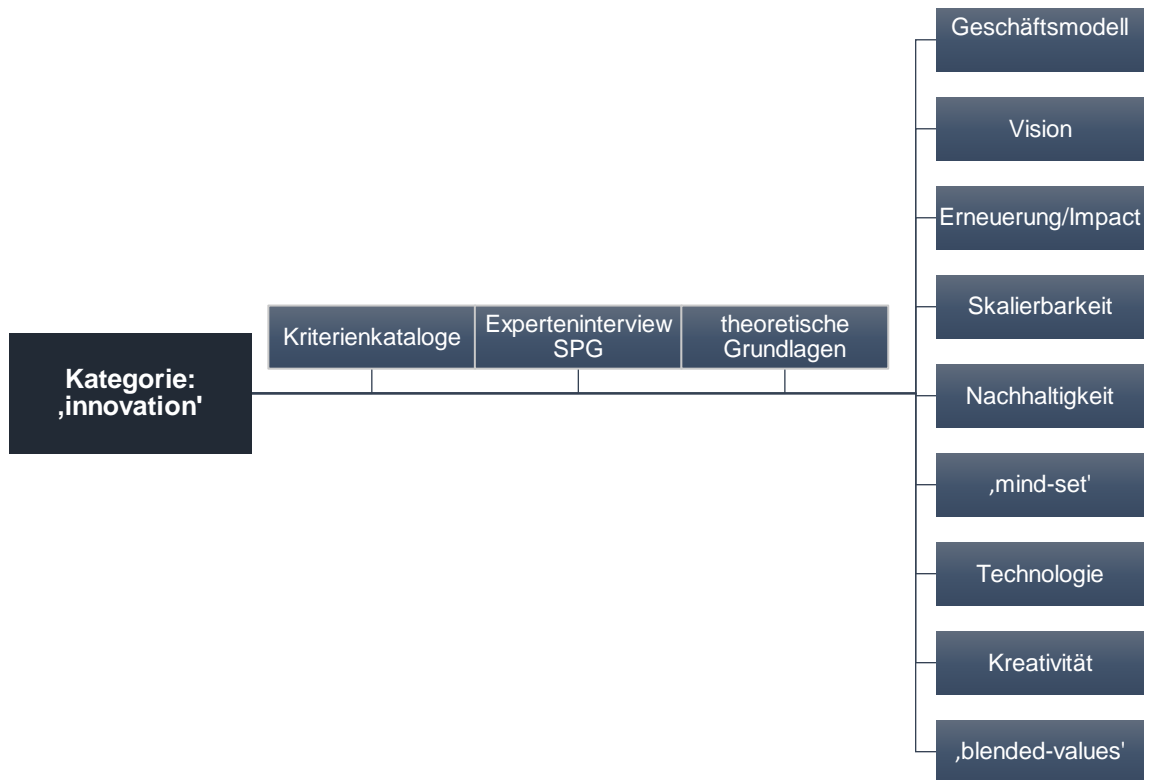 Kategorie:
‚innovation'
Kriterienkataloge
Experteninterview
SPG
theoretische
Grundlagen
Geschäftsmodell
Vision
Erneuerung/Impact
Skalierbarkeit
Nachhaltigkeit
‚mind-set'
Technologie
Kreativität
‚blended-values'